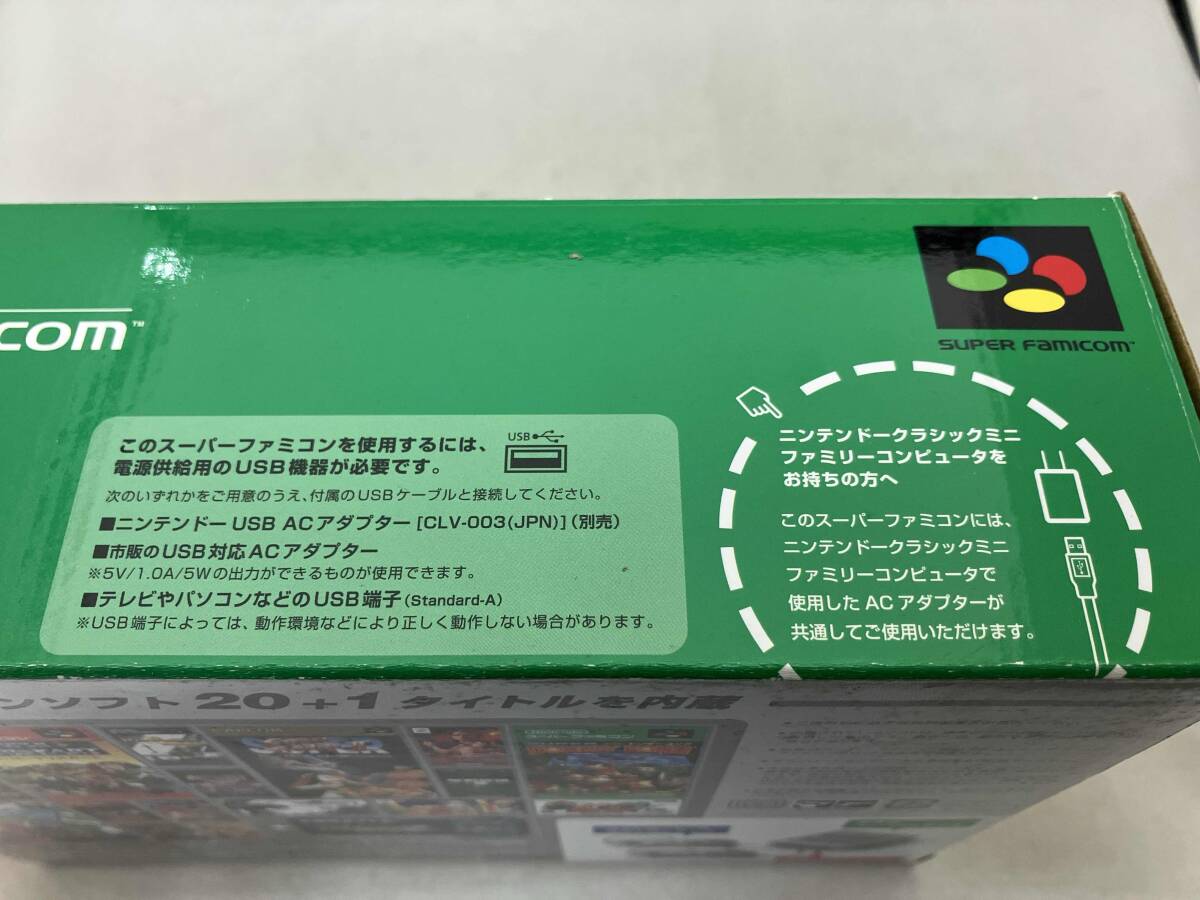 com™
SUPER FAMICOM™
このスーパーファミコンを使用するには、
電源供給用のUSB機器が必要です。
USB
次のいずれかをご用意のうえ、付属のUSBケーブルと接続してください。
■ニンテンドー USB ACアダプター [CLV-003(JPN)]（別売）
■市販のUSB対応ACアダプター
※5V/1.0A/5Wの出力ができるものが使用できます。
■テレビやパソコンなどのUSB端子(Standard-A)
※USB端子によっては、動作環境などにより正しく動作しない場合があります。
ニンテンドークラシックミニ
ファミリーコンピュータを
お持ちの方へ
このスーパーファミコンには、
ニンテンドークラシックミニ
ファミリーコンピュータで
使用した ACアダプターが
共通してご使用いただけます。
ンソフト 20+1タイトルを内蔵